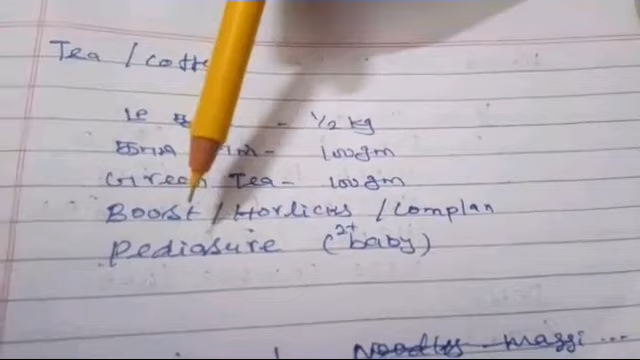 Tea / Coffe
- 1/2 kg
- 100gm
Green Tea - 100gm
Boost / Horlicks / Complan
Pediasure (2+ baby)
Noodles - maggi ...